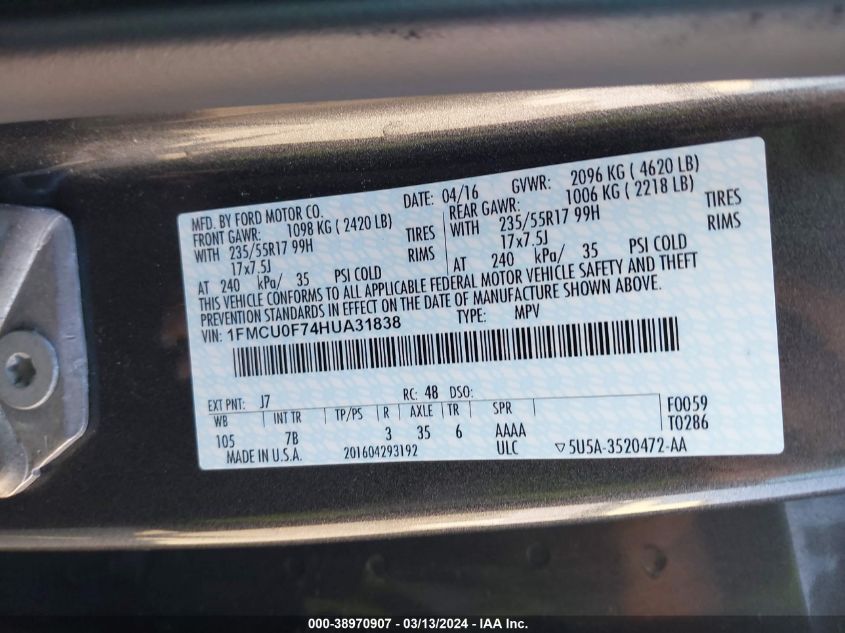 MFD. BY FORD MOTOR CO. DATE: 04/16 GVWR: 2096 KG ( 4620 LB)
FRONT GAWR: 1098 KG ( 2420 LB) REAR GAWR: 1006 KG ( 2218 LB)
WITH 235/55R17 99H TIRES WITH 235/55R17 99H TIRES
17x7.5J RIMS 17x7.5J RIMS
AT 240 kPa/ 35 PSI COLD AT 240 kPa/ 35 PSI COLD
THIS VEHICLE CONFORMS TO ALL APPLICABLE FEDERAL MOTOR VEHICLE SAFETY AND THEFT
PREVENTION STANDARDS IN EFFECT ON THE DATE OF MANUFACTURE SHOWN ABOVE.
VIN: 1FMCU0F74HUA31838 TYPE: MPV
EXT PNT: J7 RC: 48 DSO:
WB INT TR TP/PS R AXLE TR SPR F0059
105 7B 3 35 6 AAAA T0286
MADE IN U.S.A. 201604293192 ULC ▽5U5A-3520472-AA
000-38970907 - 03/13/2024 - IAA Inc.